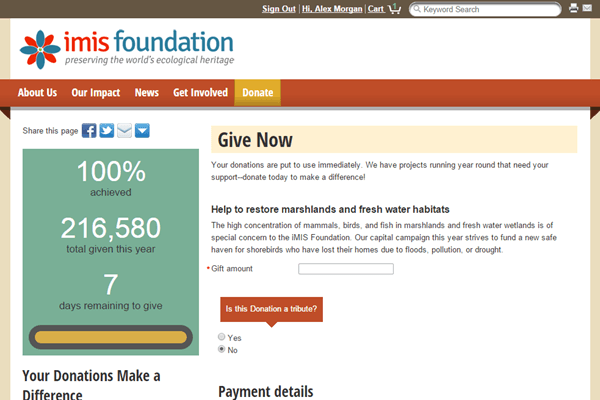 Sign Out | Hi, Alex Morgan | Cart
Keyword Search
imis foundation
preserving the world's ecological heritage
About Us Our Impact News Get Involved Donate
Share this page
100%
achieved
216,580
total given this year
7
days remaining to give
Your Donations Make a
Difference
Give Now
Your donations are put to use immediately. We have projects running year round that need your
support--donate today to make a difference!
Help to restore marshlands and fresh water habitats
The high concentration of mammals, birds, and fish in marshlands and fresh water wetlands is of
special concern to the iMIS Foundation. Our capital campaign this year strives to fund a new safe
haven for shorebirds who have lost their homes due to floods, pollution, or drought.
* Gift amount
Is this Donation a tribute?
Yes
No
Payment details